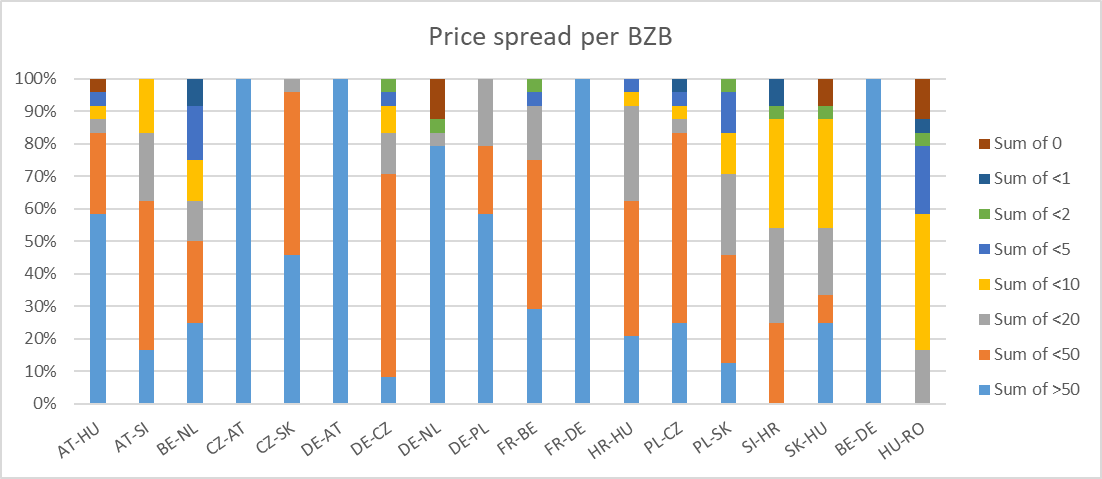 Price spread per BZB
100%
90%
80%
70%
60%
50%
40%
30%
20%
10%
0%
AT-HU
AT-SI
BE-NL
CZ-AT
CZ-SK
DE-AT
DE-CZ
DE-NL
DE-PL
FR-BE
FR-DE
HR-HU
PL-CZ
PL-SK
SI-HR
SK-HU
BE-DE
HU-RO
Sum of 0
Sum of <1
Sum of <2
Sum of <5
Sum of <10
Sum of <20
Sum of <50
Sum of >50